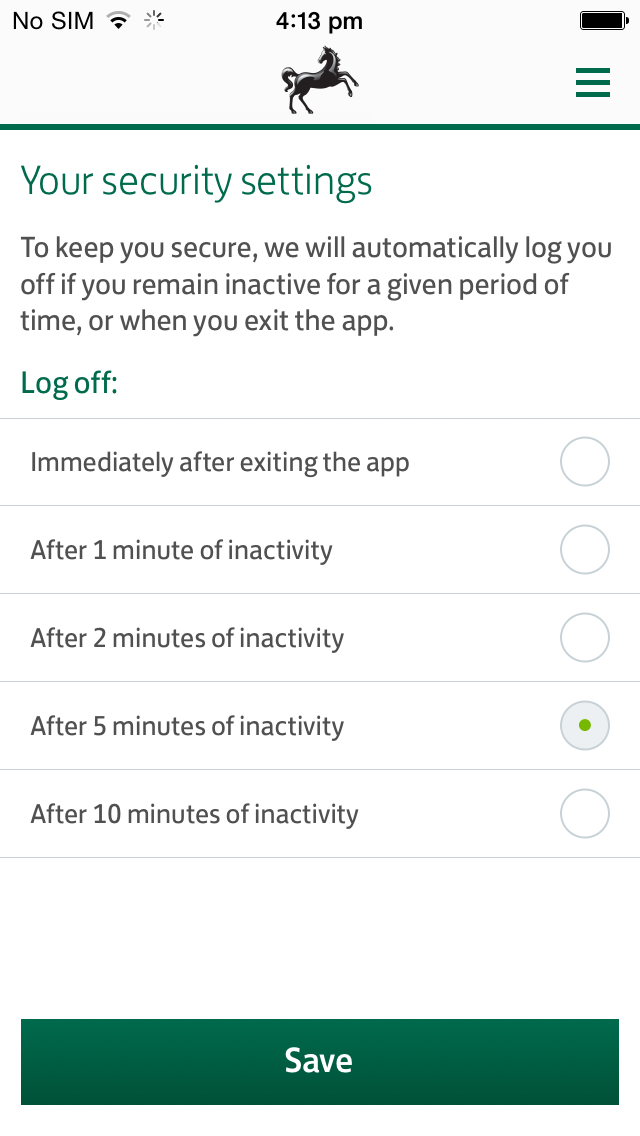 No SIM 4:13 pm
Your security settings
To keep you secure, we will automatically log you
off if you remain inactive for a given period of
time, or when you exit the app.
Log off:
Immediately after exiting the app
After 1 minute of inactivity
After 2 minutes of inactivity
After 5 minutes of inactivity
After 10 minutes of inactivity
Save